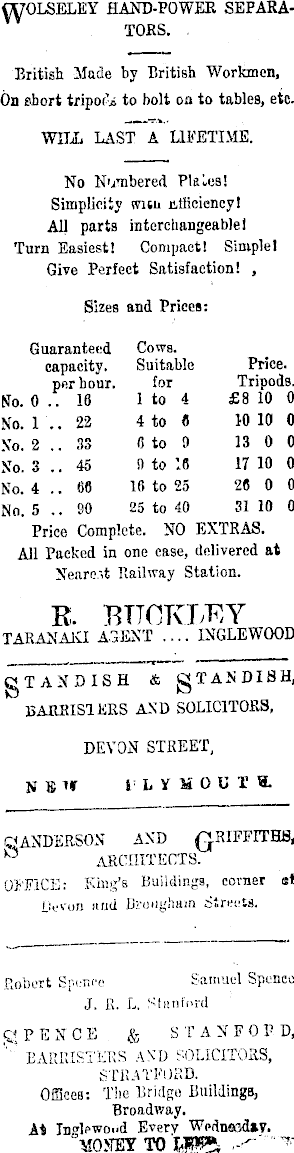 WOLSELEY HAND-POWER SEPARA-
TORS.
British Made by British Workmen,
On short tripods to bolt on to tables, etc.
WILL LAST A LIFETIME.
No Numbered Plates!
Simplicity with Efficiency!
All parts interchangeable!
Turn Easiest! Compact! Simple!
Give Perfect Satisfaction!
Sizes and Prices:
Guaranteed Cows.
capacity. Suitable Price.
per hour. for Tripods.
No. 0 .. 16 1 to 4 £8 10 0
No. 1 .. 22 4 to 6 10 10 0
No. 2 .. 33 6 to 9 13 0 0
No. 3 .. 45 9 to 16 17 10 0
No. 4 .. 66 16 to 25 26 0 0
No. 5 .. 90 25 to 40 31 10 0
Price Complete. NO EXTRAS.
All Packed in one case, delivered at
Nearest Railway Station.
R. BUCKLEY
TARANAKI AGENT .... INGLEWOOD
STANDISH & STANDISH,
BARRISTERS AND SOLICITORS,
DEVON STREET,
NEW PLYMOUTH.
SANDERSON AND GRIFFITHS,
ARCHITECTS.
OFFICE: King's Buildings, corner of
Devon and Brougham Streets.
Robert Spence Samuel Spence
J. R. L. Stanford
SPENCE & STANFORD,
BARRISTERS AND SOLICITORS,
STRATFORD.
Offices: The Bridge Buildings,
Broadway.
At Inglewood Every Wednesday.
MONEY TO LEND.